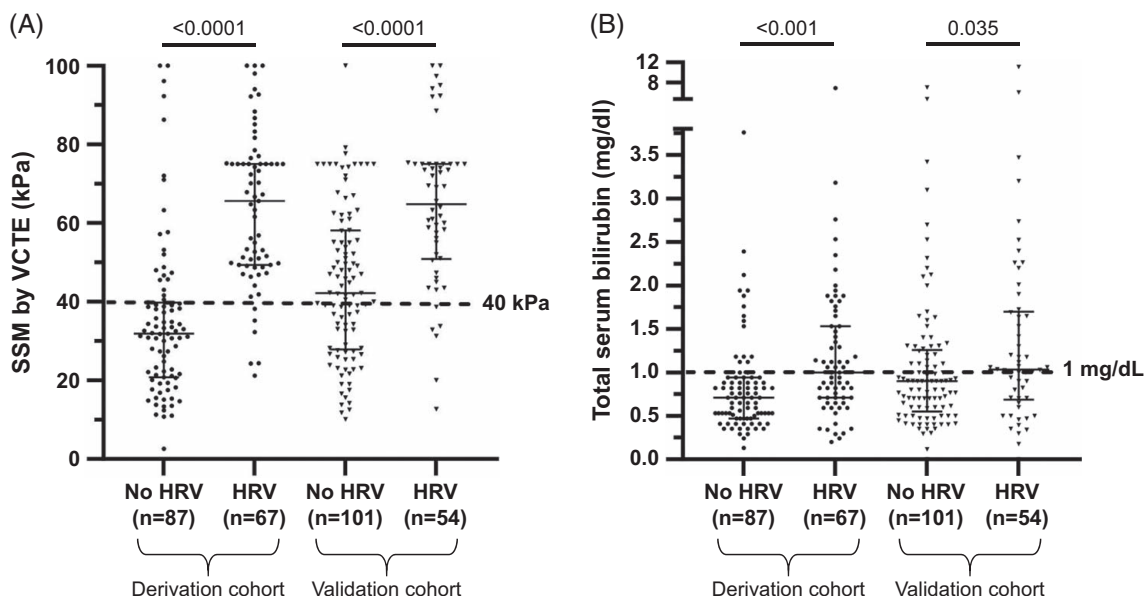 (A)
<0.0001
<0.0001
SSM by VCTE (kPa)
100
80
60
40
20
0
40 kPa
No HRV
(n=87)
HRV
(n=67)
No HRV
(n=101)
HRV
(n=54)
Derivation cohort
Validation cohort
(B)
<0.001
0.035
Total serum bilirubin (mg/dl)
12
8
3.5
3.0
2.5
2.0
1.5
1.0
0.5
0.0
1 mg/dL
No HRV
(n=87)
HRV
(n=67)
No HRV
(n=101)
HRV
(n=54)
Derivation cohort
Validation cohort